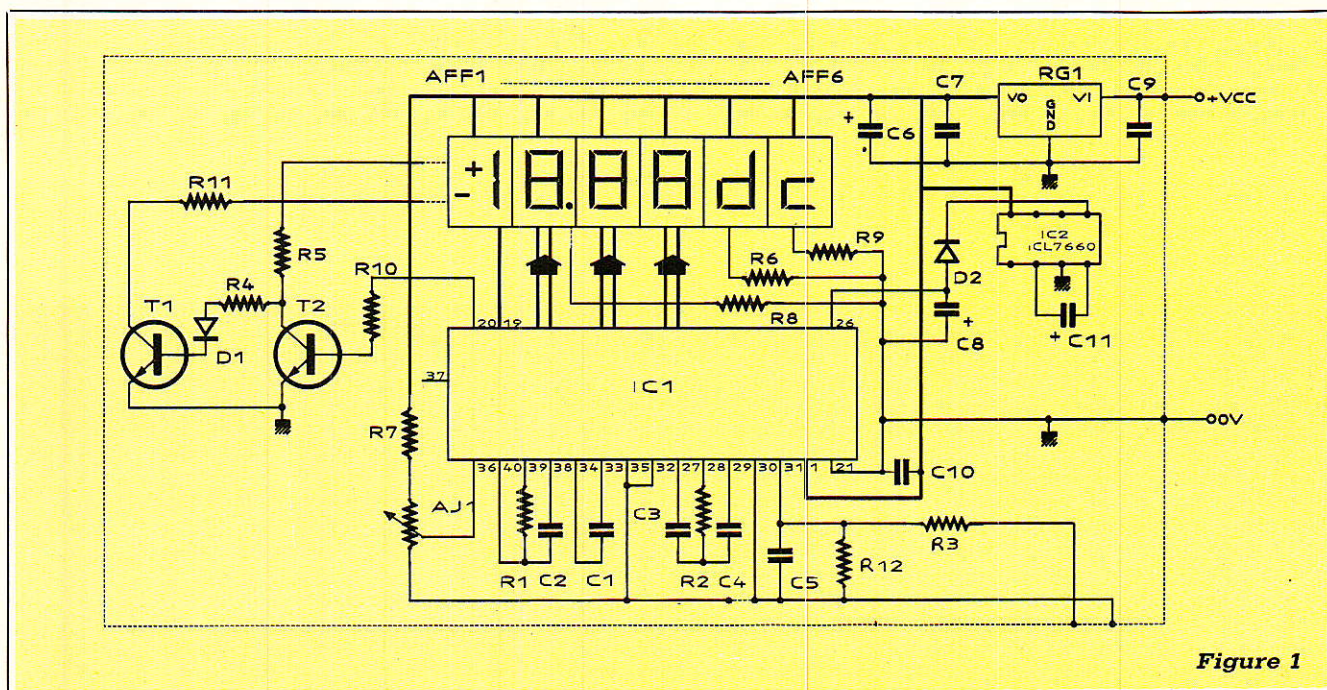 AFF1 AFF6
RG1
C7
C9
VO GND VI
+VCC
+ C6
+ - 18.88dc
R11
R5
R10
R9
IC2
ICL7660
R6
D2
R4
T1
T2
R8
D1
20 19 26
+ C8
+ C11
37
IC1
R7
0V
36 40 39 38 34 33 35 32 27 28 29 30 31 1 21
C10
AJ1
C3
R3
R1 C2 C1 R2 C4 C5 R12
Figure 1